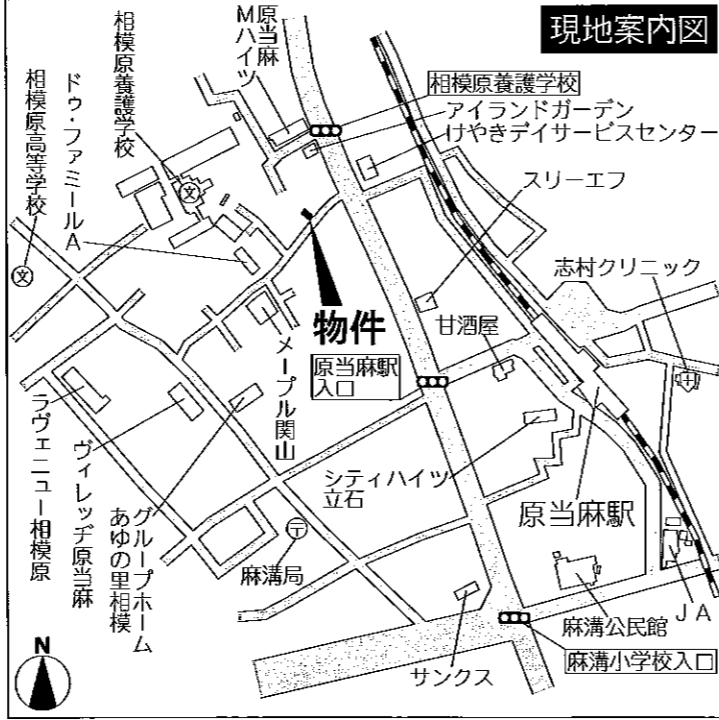 現地案内図
原当麻
Mハイツ
相模原養護学校
ドゥ・ファミールA
相模原高等学校
相模原養護学校
アイランドガーデン
けやきデイサービスセンター
スリーエフ
志村クリニック
甘酒屋
物件
原当麻駅
入口
メープル関山
シティハイツ
立石
原当麻駅
ラヴェニュー相模原
ヴィレッヂ原当麻
グループホーム
あゆの里相模
麻溝局
サンクス
麻溝公民館
JA
麻溝小学校入口
文
文
〒
N